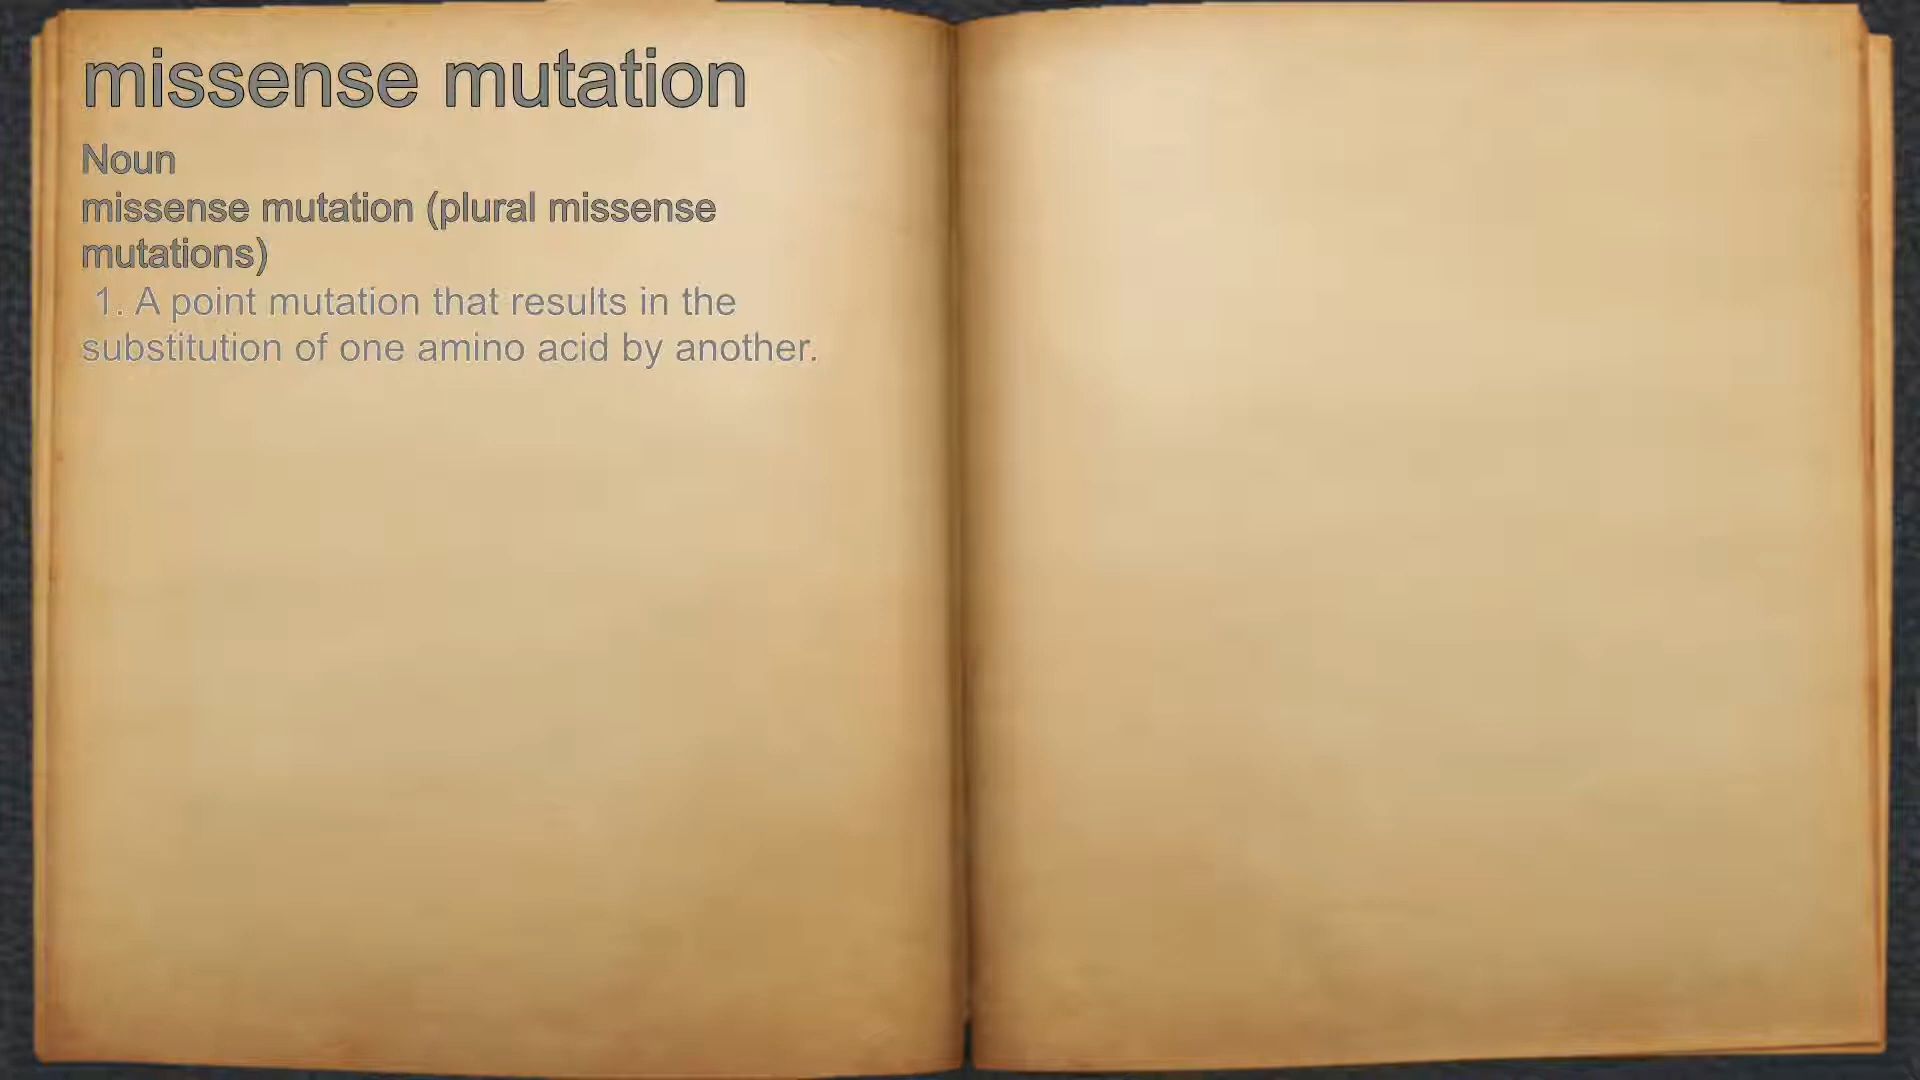 missense mutation
Noun
missense mutation (plural missense
mutations)
1. A point mutation that results in the
substitution of one amino acid by another.